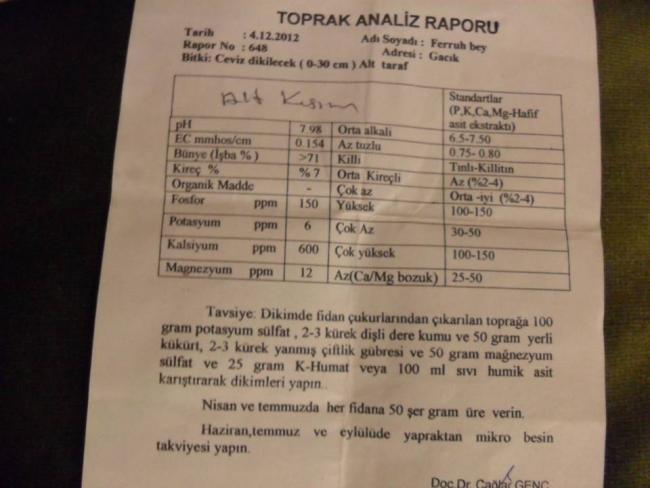 TOPRAK ANALİZ RAPORU
Tarih : 4.12.2012 Adı Soyadı : Ferruh bey
Rapor No : 648 Adresi : Gacık
Bitki: Ceviz dikilecek ( 0-30 cm ) Alt taraf
Alt Kısım Standartlar (P,K,Ca,Mg-Hafif asit ekstraktı)
pH 7.98 Orta alkali 6.5-7.50
EC mmhos/cm 0.154 Az tuzlu 0.75- 0.80
Bünye (İşba %) >71 Killi Tınlı-Killitın
Kireç % % 7 Orta Kireçli Az (%2-4)
Organik Madde - Çok az Orta -iyi (%2-4)
Fosfor ppm 150 Yüksek 100-150
Potasyum ppm 6 Çok Az 30-50
Kalsiyum ppm 600 Çok yüksek 100-150
Magnezyum ppm 12 Az(Ca/Mg bozuk) 25-50
Tavsiye: Dikimde fidan çukurlarından çıkarılan toprağa 100
gram potasyum sülfat , 2-3 kürek dişli dere kumu ve 50 gram yerli
kükürt, 2-3 kürek yanmış çiftlik gübresi ve 50 gram mağnezyum
sülfat ve 25 gram K-Humat veya 100 ml sıvı humik asit
karıştırarak dikimleri yapın..
Nisan ve temmuzda her fidana 50 şer gram üre verin.
Haziran,temmuz ve eylülüde yapraktan mikro besin
takviyesi yapın.
Doç.Dr. Çağlar GENÇ